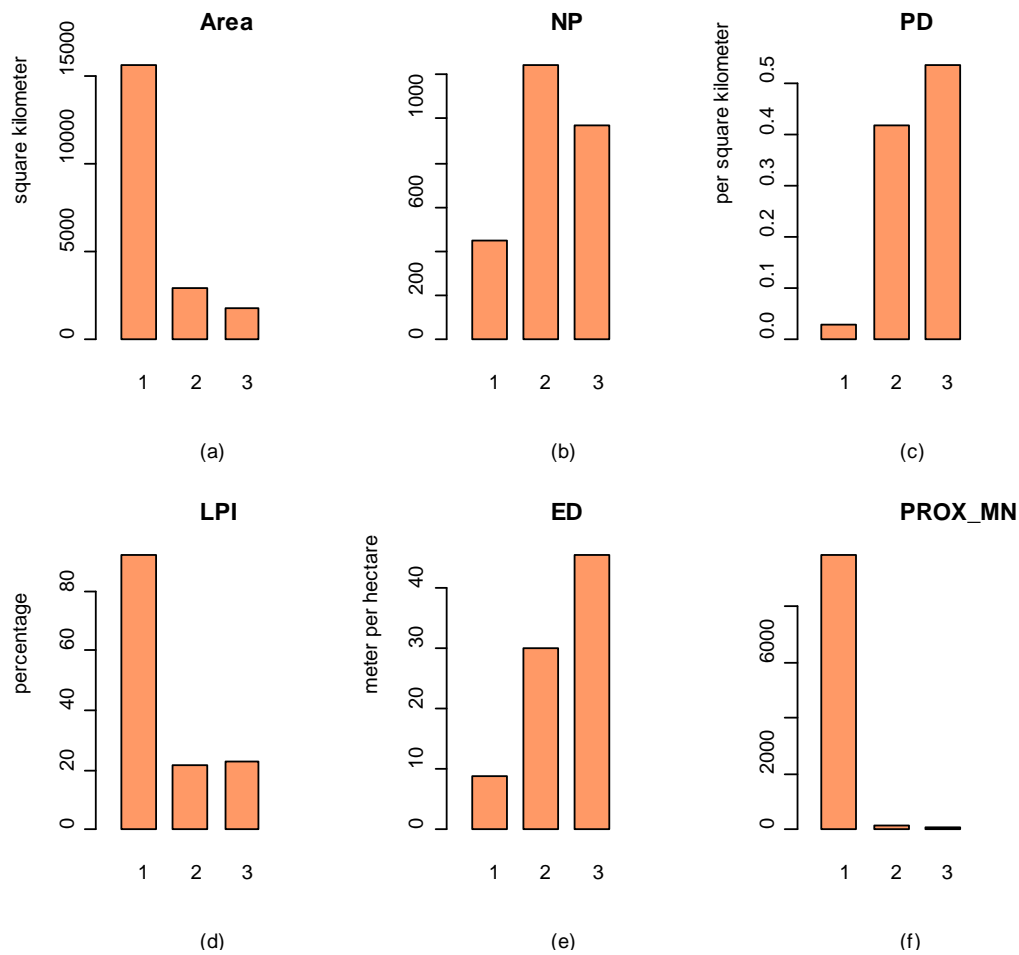 Area
square kilometer
0 5000 10000 15000
1 2 3
(a)
NP
0 200 600 1000
1 2 3
(b)
PD
per square kilometer
0.0 0.1 0.2 0.3 0.4 0.5
1 2 3
(c)
LPI
percentage
0 20 40 60 80
1 2 3
(d)
ED
meter per hectare
0 10 20 30 40
1 2 3
(e)
PROX_MN
0 2000 6000
1 2 3
(f)